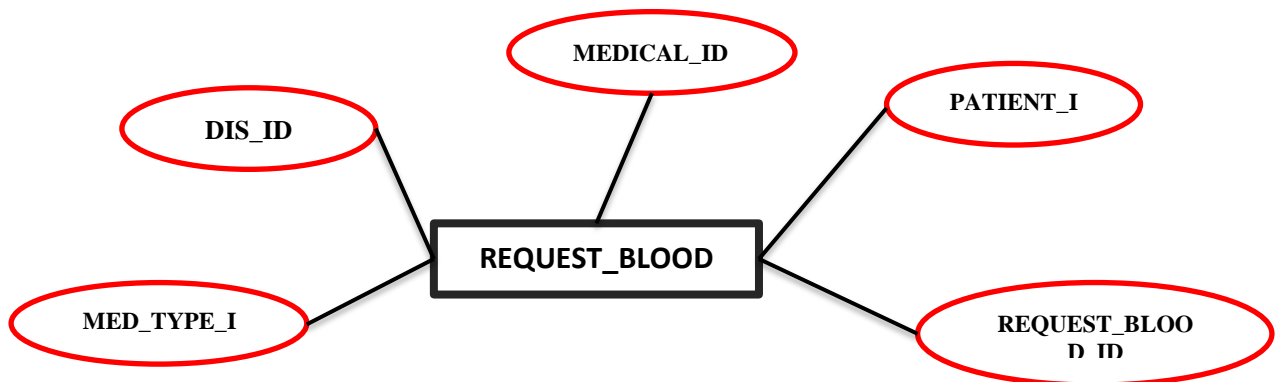 MEDICAL_ID
PATIENT_I
DIS_ID
REQUEST_BLOOD
MED_TYPE_I
REQUEST_BLOO
D_ID